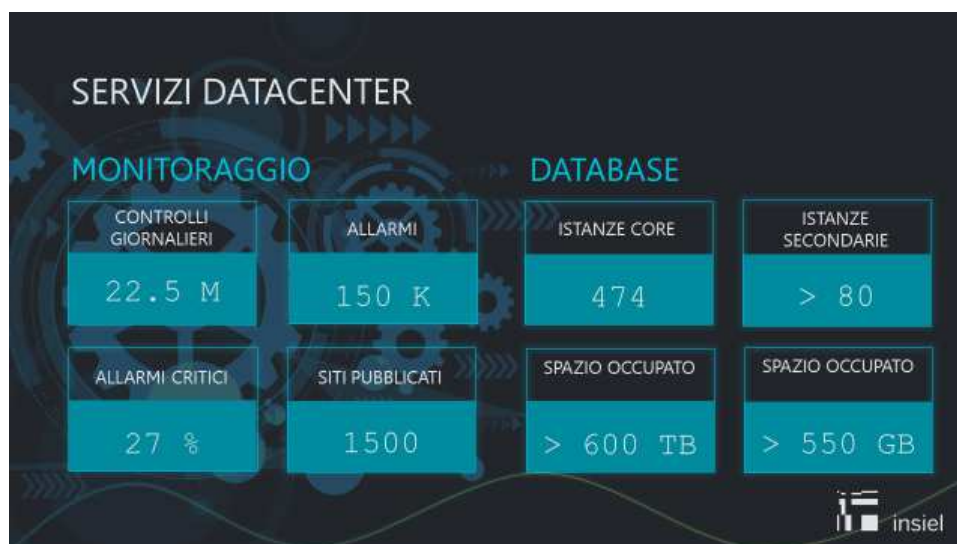 SERVIZI DATACENTER
MONITORAGGIO
CONTROLLI
GIORNALIERI
22.5 M
ALLARMI
150 K
ALLARMI CRITICI
27 %
SITI PUBBLICATI
1500
DATABASE
ISTANZE CORE
474
ISTANZE
SECONDARIE
> 80
SPAZIO OCCUPATO
> 600 TB
SPAZIO OCCUPATO
> 550 GB
insiel